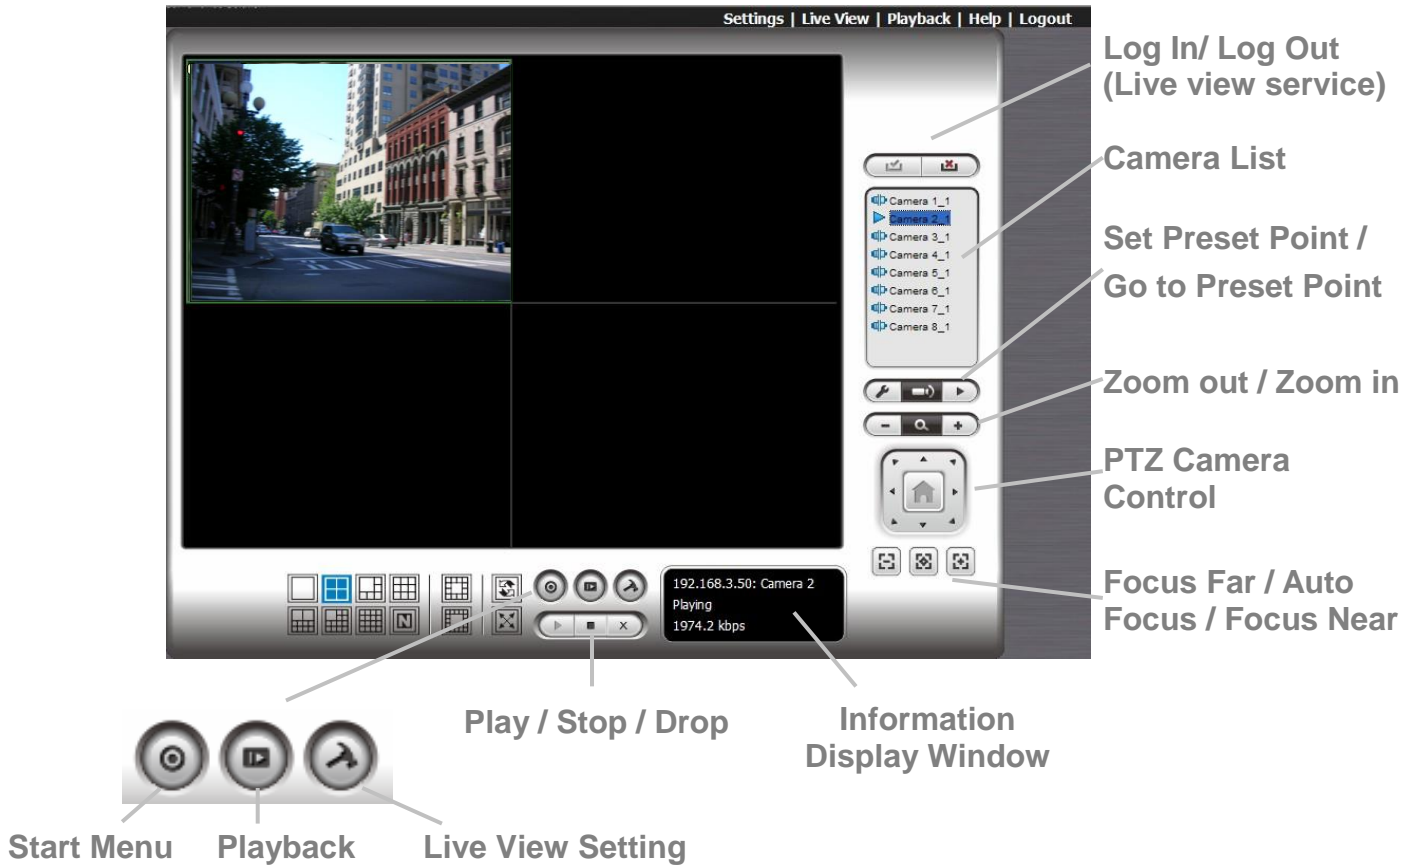 Settings | Live View | Playback | Help | Logout
Log In/ Log Out
(Live view service)
Camera List
Camera 1_1
Camera 2_1
Camera 3_1
Camera 4_1
Camera 5_1
Camera 6_1
Camera 7_1
Camera 8_1
Set Preset Point /
Go to Preset Point
Zoom out / Zoom in
PTZ Camera
Control
Focus Far / Auto
Focus / Focus Near
192.168.3.50: Camera 2
Playing
1974.2 kbps
N
Play / Stop / Drop
Information
Display Window
Start Menu
Playback
Live View Setting